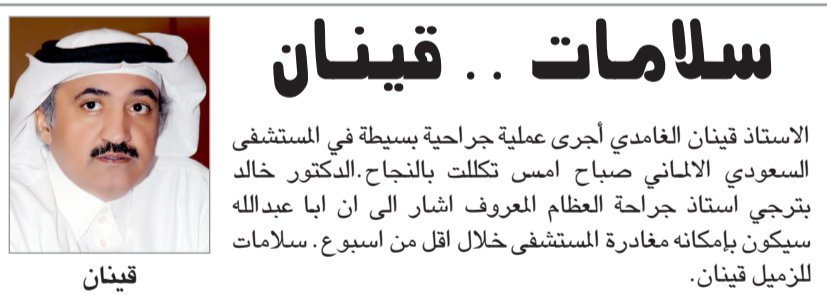 سلامات .. قينان
الاستاذ قينان الغامدي أجرى عملية جراحية بسيطة في المستشفى
السعودي الالماني صباح امس تكللت بالنجاح.الدكتور خالد
بترجي استاذ جراحة العظام المعروف اشار الى ان ابا عبدالله
سيكون بإمكانه مغادرة المستشفى خلال اقل من اسبوع. سلامات
للزميل قينان.
قينان